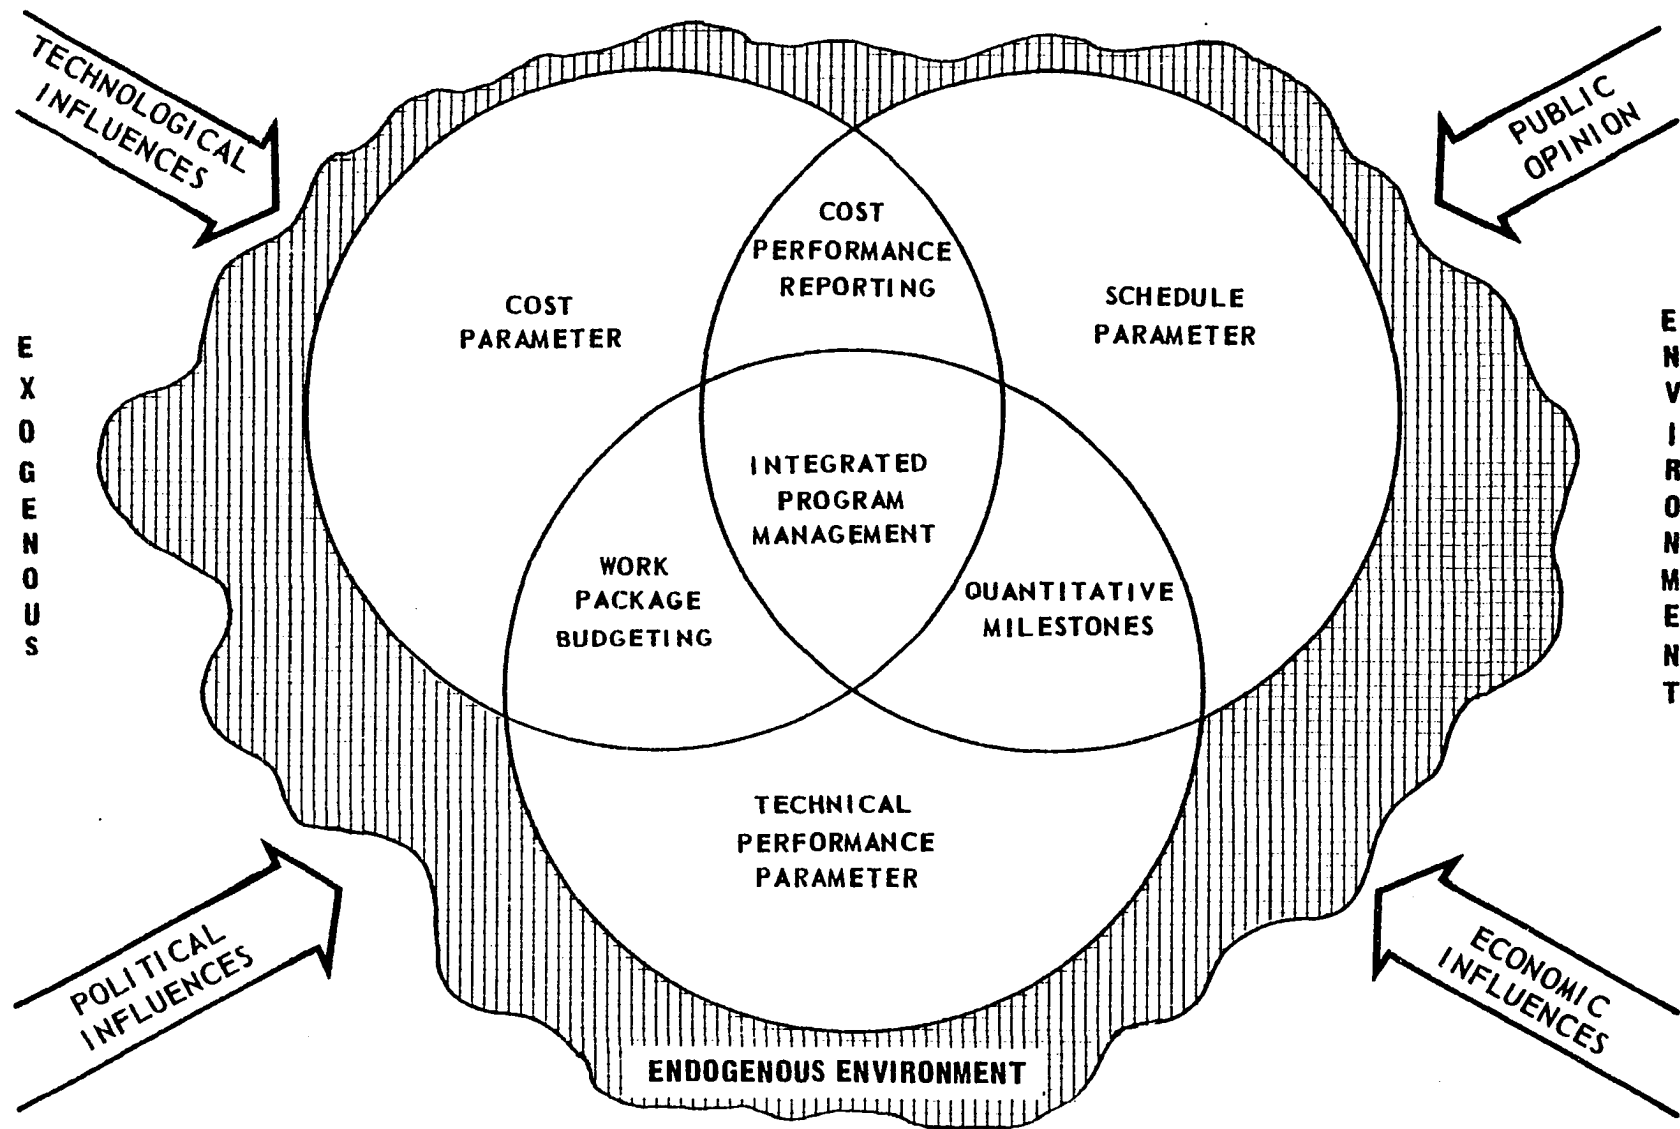 TECHNOLOGICAL
INFLUENCES
PUBLIC
OPINION
COST
PERFORMANCE
REPORTING
COST
PARAMETER
SCHEDULE
PARAMETER
EXOGENOUS
ENVIRONMENT
INTEGRATED
PROGRAM
MANAGEMENT
WORK
PACKAGE
BUDGETING
QUANTITATIVE
MILESTONES
TECHNICAL
PERFORMANCE
PARAMETER
POLITICAL
INFLUENCES
ECONOMIC
INFLUENCES
ENDOGENOUS ENVIRONMENT